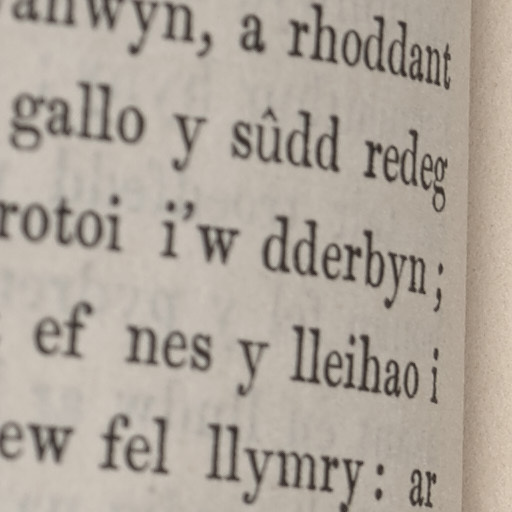 anwyn, a rhoddant
gallo y sûdd redeg
rotoi i'w dderbyn;
ef nes y lleihao i
ew fel llymry: ar